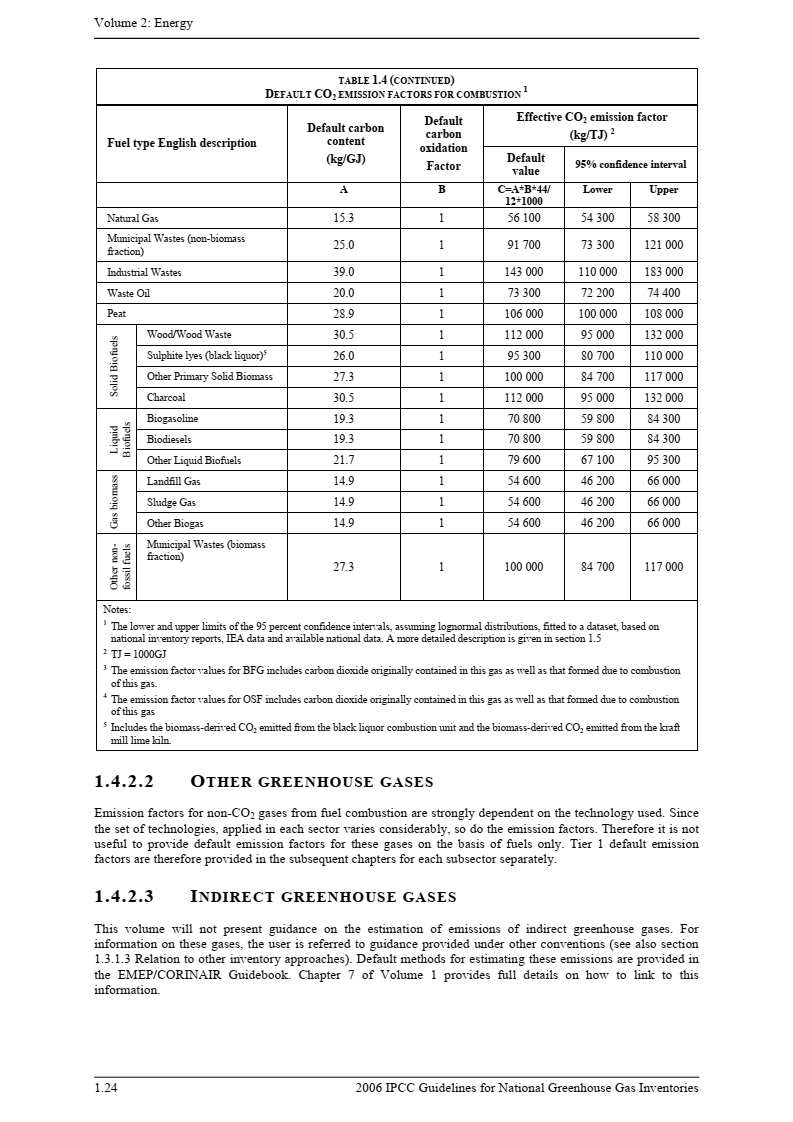 Volume 2: Energy
TABLE 1.4 (CONTINUED)
DEFAULT CO2 EMISSION FACTORS FOR COMBUSTION 1
Fuel type English description
Default carbon
content
(kg/GJ)
Default
carbon
oxidation
Factor
Effective CO2 emission factor
(kg/TJ) 2
Default
value
95% confidence interval
A B C=A*B*44/ Lower Upper
12*1000
Natural Gas 15.3 1 56 100 54 300 58 300
Municipal Wastes (non-biomass
fraction) 25.0 1 91 700 73 300 121 000
Industrial Wastes 39.0 1 143 000 110 000 183 000
Waste Oil 20.0 1 73 300 72 200 74 400
Peat 28.9 1 106 000 100 000 108 000
Solid Biofuels
Wood/Wood Waste 30.5 1 112 000 95 000 132 000
Sulphite lyes (black liquor)5 26.0 1 95 300 80 700 110 000
Other Primary Solid Biomass 27.3 1 100 000 84 700 117 000
Charcoal 30.5 1 112 000 95 000 132 000
Liquid
Biofuels
Biogasoline 19.3 1 70 800 59 800 84 300
Biodiesels 19.3 1 70 800 59 800 84 300
Other Liquid Biofuels 21.7 1 79 600 67 100 95 300
Gas biomass
Landfill Gas 14.9 1 54 600 46 200 66 000
Sludge Gas 14.9 1 54 600 46 200 66 000
Other Biogas 14.9 1 54 600 46 200 66 000
Other non-
fossil fuels
Municipal Wastes (biomass
fraction)
27.3 1 100 000 84 700 117 000
Notes:
1 The lower and upper limits of the 95 percent confidence intervals, assuming lognormal distributions, fitted to a dataset, based on
national inventory reports, IEA data and available national data. A more detailed description is given in section 1.5
2 TJ = 1000GJ
3 The emission factor values for BFG includes carbon dioxide originally contained in this gas as well as that formed due to combustion
of this gas.
4 The emission factor values for OSF includes carbon dioxide originally contained in this gas as well as that formed due to combustion
of this gas
5 Includes the biomass-derived CO2 emitted from the black liquor combustion unit and the biomass-derived CO2 emitted from the kraft
mill lime kiln.
1.4.2.2 OTHER GREENHOUSE GASES
Emission factors for non-CO2 gases from fuel combustion are strongly dependent on the technology used. Since
the set of technologies, applied in each sector varies considerably, so do the emission factors. Therefore it is not
useful to provide default emission factors for these gases on the basis of fuels only. Tier 1 default emission
factors are therefore provided in the subsequent chapters for each subsector separately.
1.4.2.3 INDIRECT GREENHOUSE GASES
This volume will not present guidance on the estimation of emissions of indirect greenhouse gases. For
information on these gases, the user is referred to guidance provided under other conventions (see also section
1.3.1.3 Relation to other inventory approaches). Default methods for estimating these emissions are provided in
the EMEP/CORINAIR Guidebook. Chapter 7 of Volume 1 provides full details on how to link to this
information.
1.24 2006 IPCC Guidelines for National Greenhouse Gas Inventories